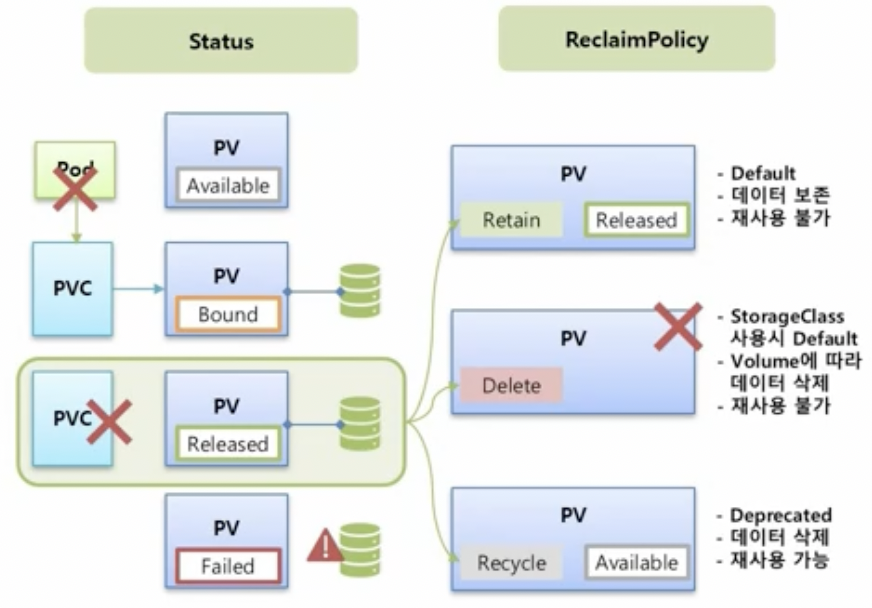 Status
ReclaimPolicy
Pod
PV
Available
PVC
PV
Bound
PVC
PV
Released
PV
Failed
PV
Retain
Released
- Default
- 데이터 보존
- 재사용 불가
PV
Delete
- StorageClass
사용시 Default
- Volume에 따라
데이터 삭제
- 재사용 불가
PV
Recycle
Available
- Deprecated
- 데이터 삭제
- 재사용 가능